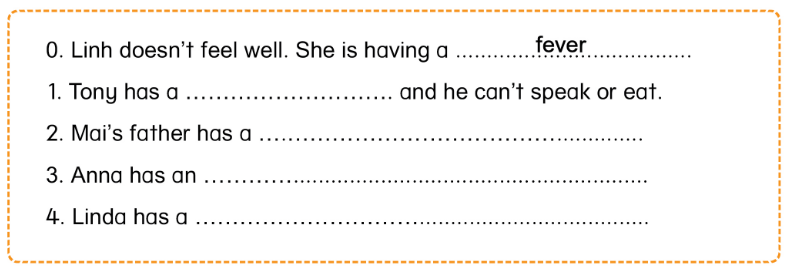 0. Linh doesn't feel well. She is having a ........fever........
1. Tony has a ............................ and he can't speak or eat.
2. Mai's father has a ....................................................
3. Anna has an ............................................................
4. Linda has a ............................................................